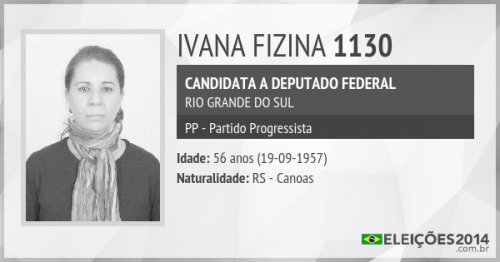 IVANA FIZINA 1130
CANDIDATA A DEPUTADO FEDERAL
RIO GRANDE DO SUL
PP - Partido Progressista
Idade: 56 anos (19-09-1957)
Naturalidade: RS - Canoas
ELEIÇÕES2014
.com.br